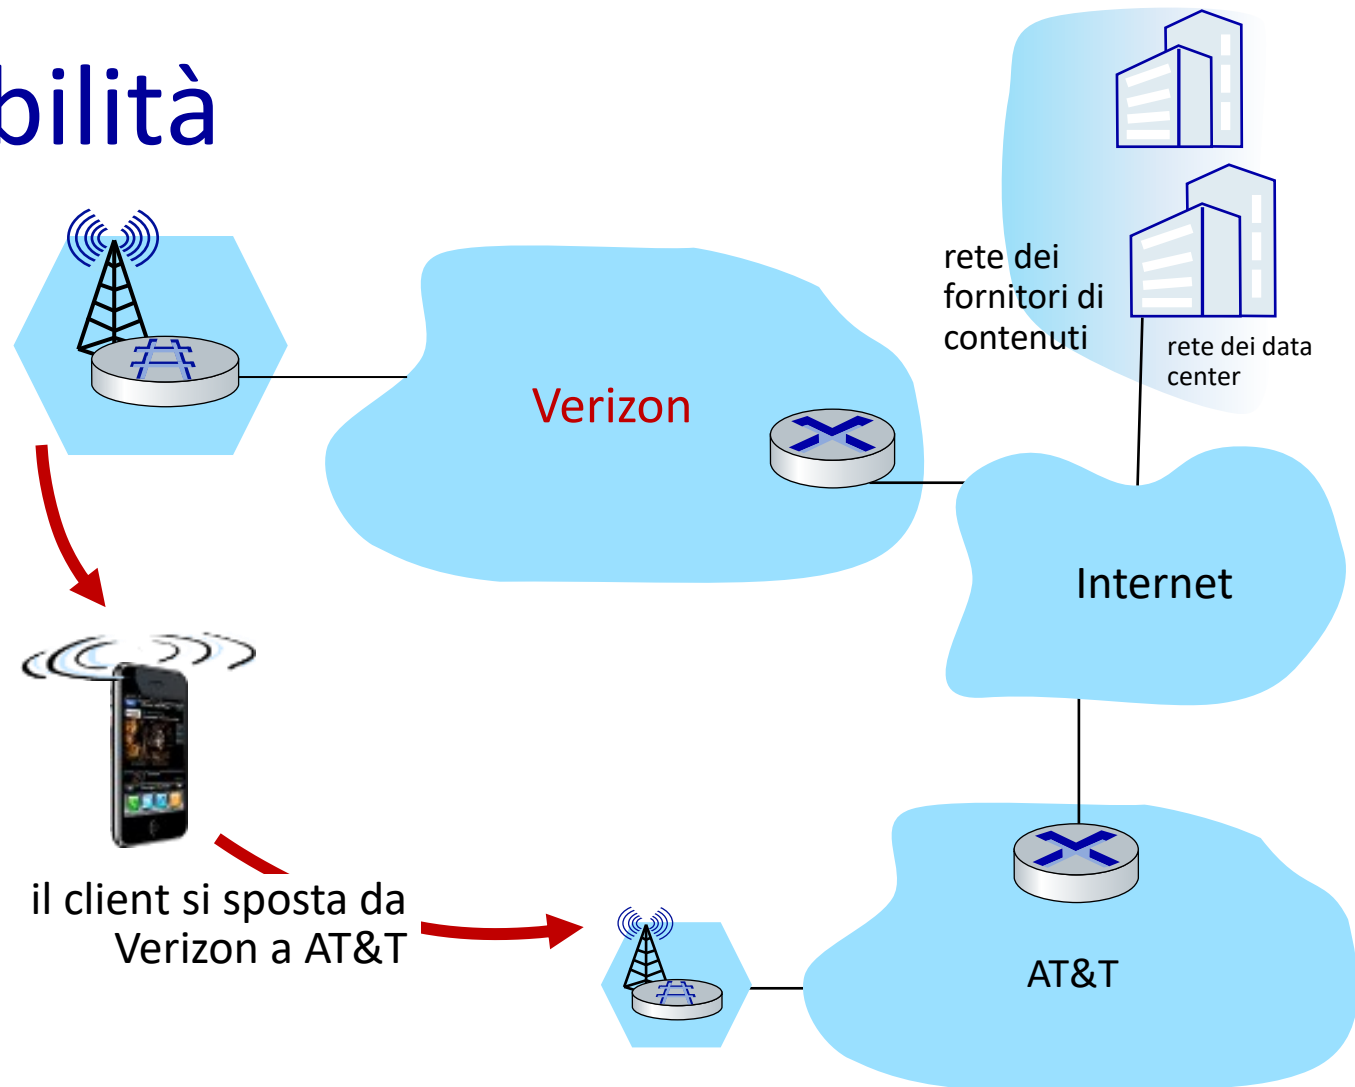 bilità
rete dei
fornitori di
contenuti
rete dei data
center
Verizon
Internet
il client si sposta da
Verizon a AT&T
AT&T